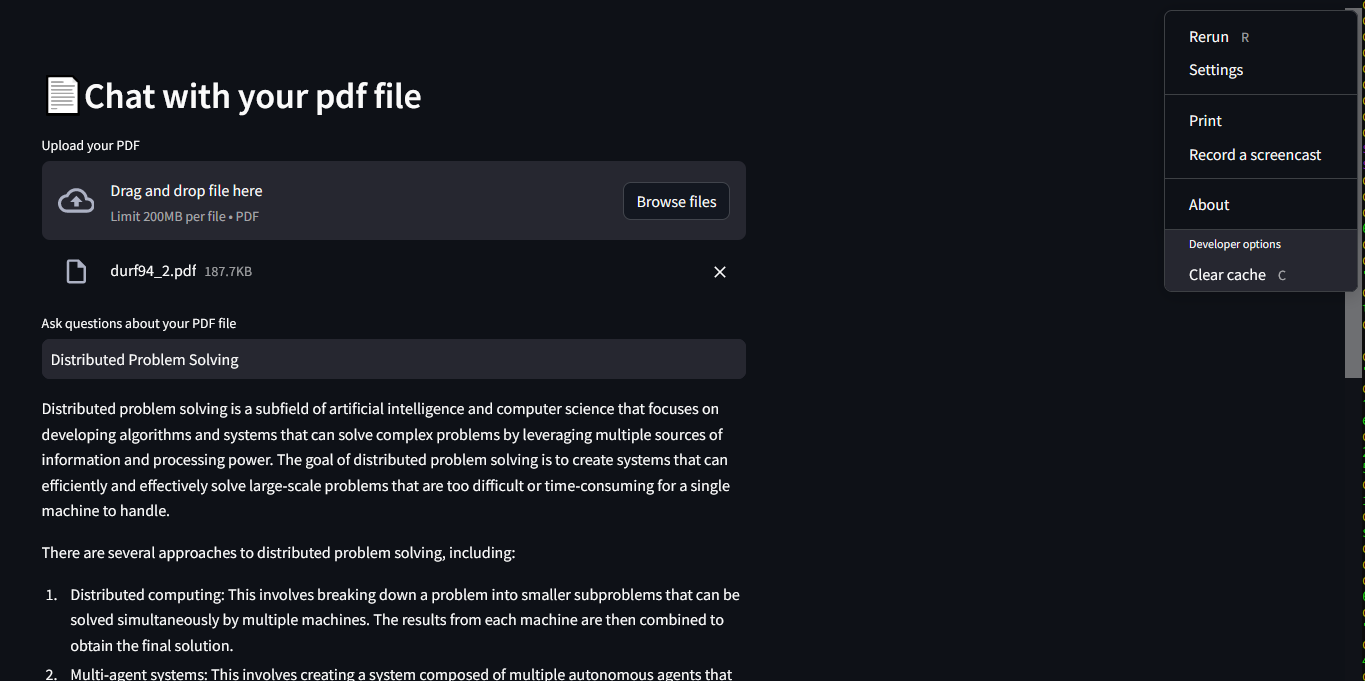 Chat with your pdf file
Upload your PDF
Drag and drop file here
Limit 200MB per file • PDF
Browse files
durf94_2.pdf 187.7KB
Ask questions about your PDF file
Distributed Problem Solving
Distributed problem solving is a subfield of artificial intelligence and computer science that focuses on
developing algorithms and systems that can solve complex problems by leveraging multiple sources of
information and processing power. The goal of distributed problem solving is to create systems that can
efficiently and effectively solve large-scale problems that are too difficult or time-consuming for a single
machine to handle.
There are several approaches to distributed problem solving, including:
1. Distributed computing: This involves breaking down a problem into smaller subproblems that can be
solved simultaneously by multiple machines. The results from each machine are then combined to
obtain the final solution.
2. Multi-agent systems: This involves creating a system composed of multiple autonomous agents that
Rerun R
Settings
Print
Record a screencast
About
Developer options
Clear cache C